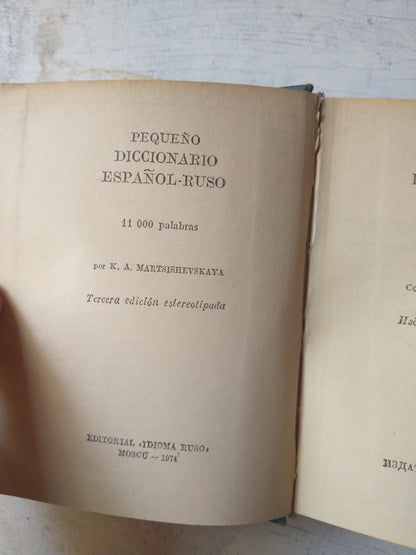 PEQUEÑO
DICCIONARIO
ESPAÑOL-RUSO
11 000 palabras
por K. A. MARTSISHEVSKAYA
Tercera edición estereotipada
EDITORIAL «IDIOMA RUSO»
MOSCÚ — 1974